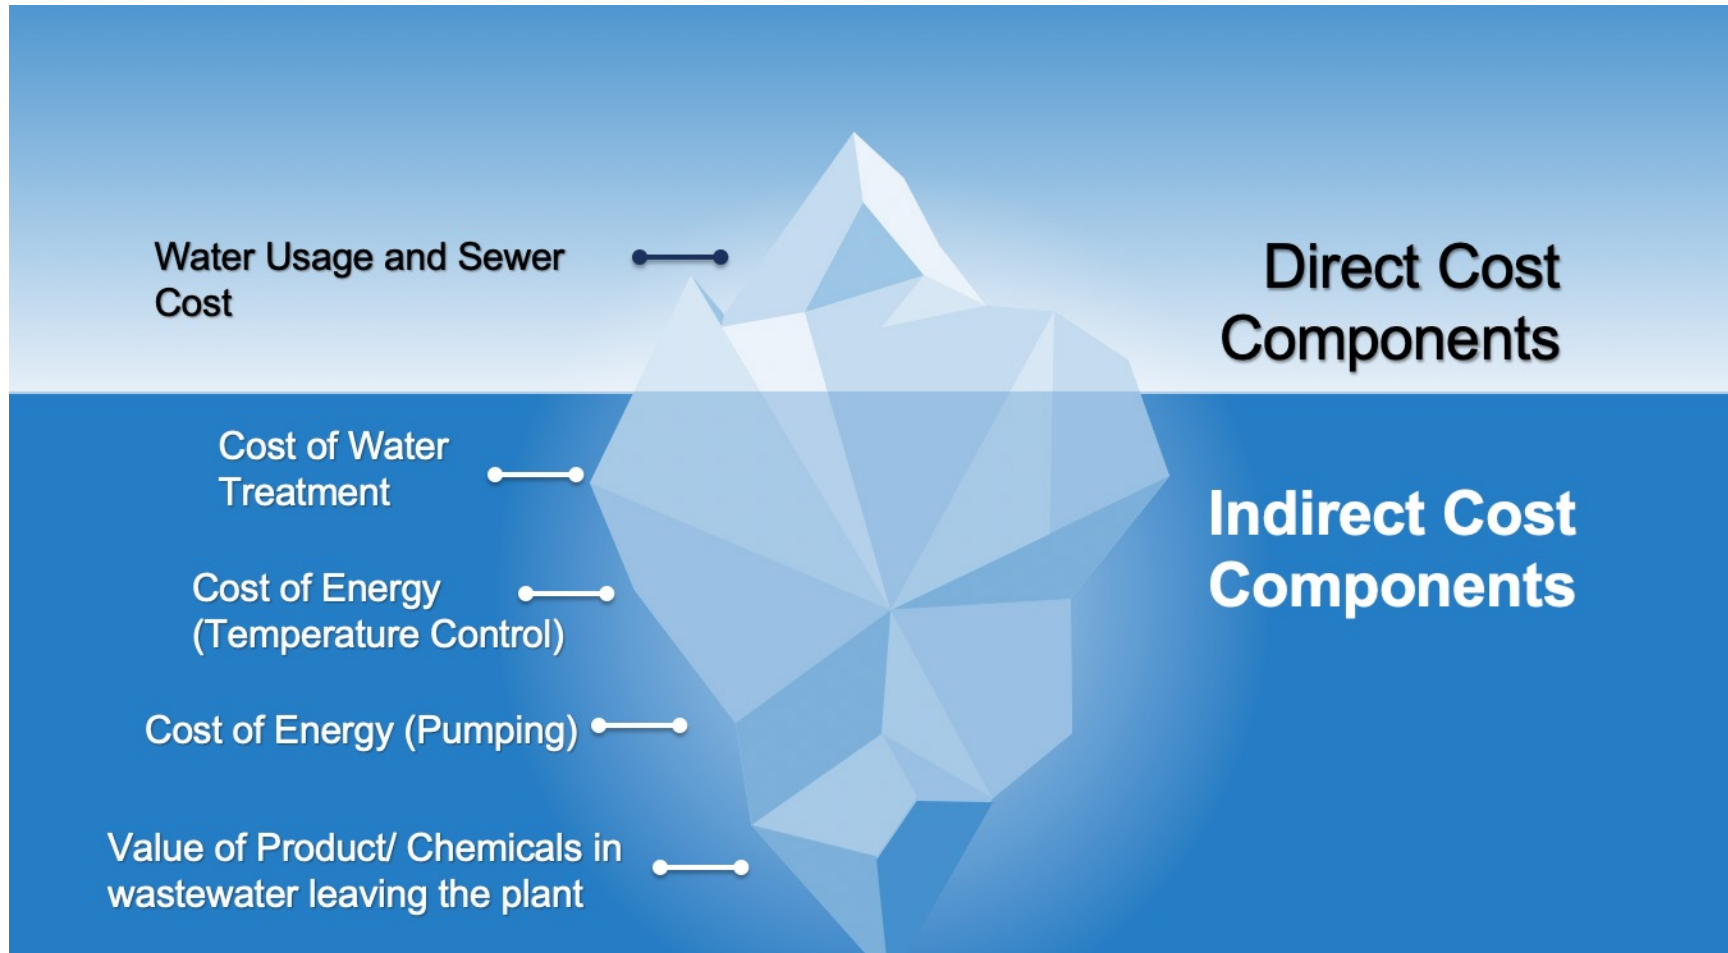 Water Usage and Sewer
Cost
Direct Cost
Components
Cost of Water
Treatment
Cost of Energy
(Temperature Control)
Cost of Energy (Pumping)
Value of Product/ Chemicals in
wastewater leaving the plant
Indirect Cost
Components